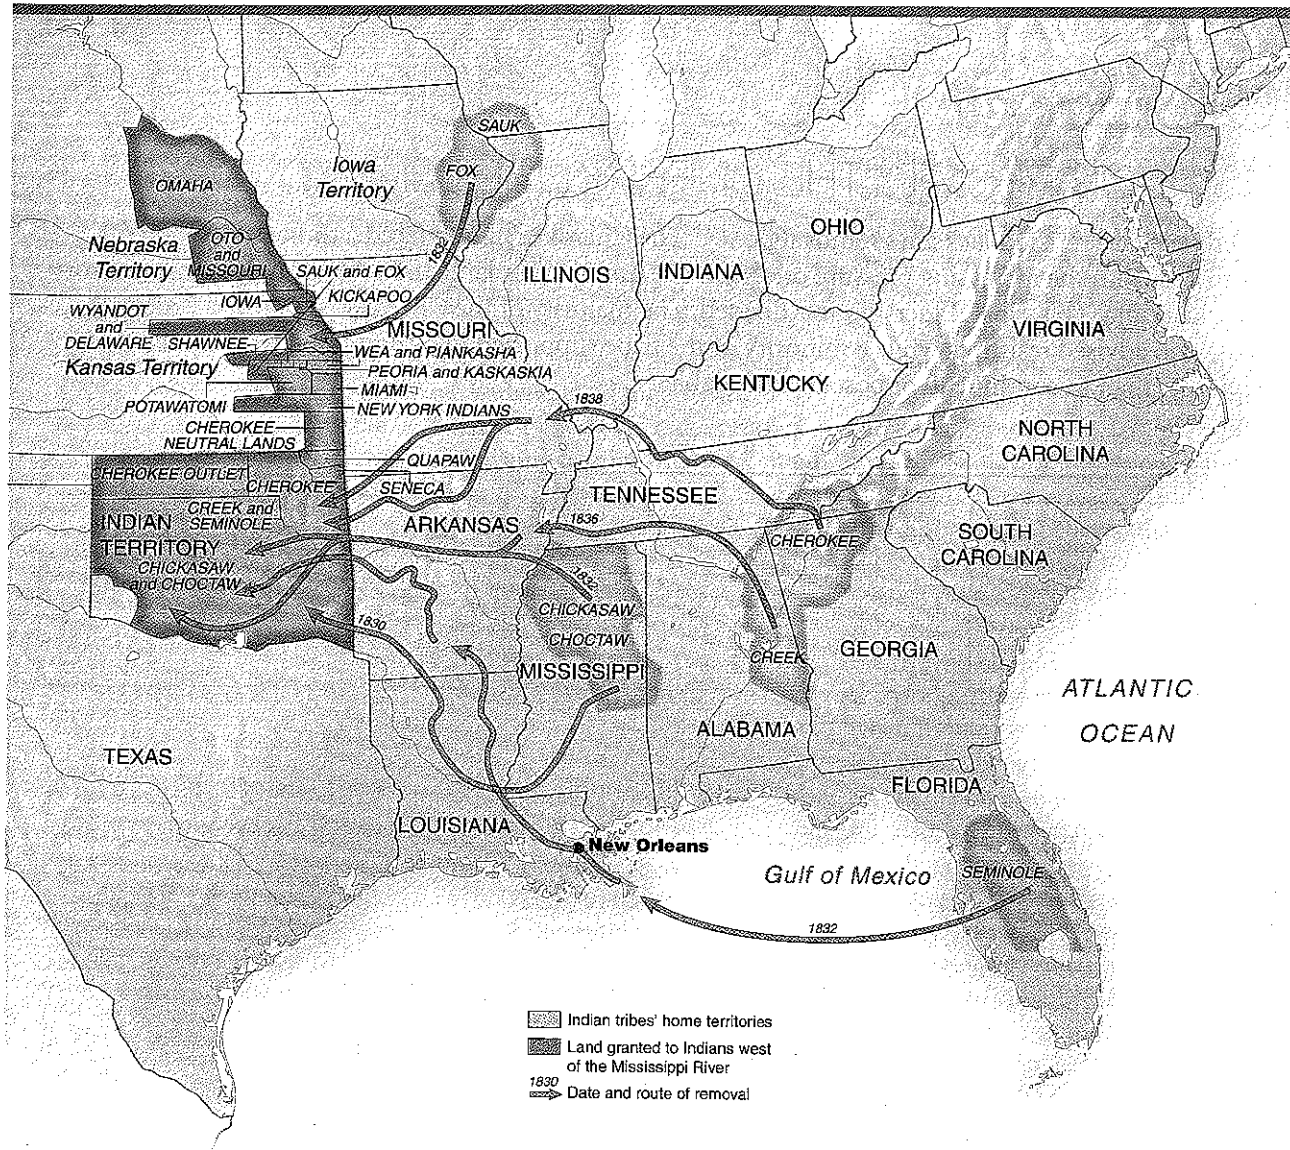 SAUK
FOX
Iowa
Territory
1832
OMAHA
OTO
and
MISSOURI
Nebraska
Territory
SAUK and FOX
IOWA
KICKAPOO
WYANDOT
and
DELAWARE
SHAWNEE
Kansas Territory
WEA and PIANKASHA
PEORIA and KASKASKIA
MIAMI
POTAWATOMI
NEW YORK INDIANS
CHEROKEE
NEUTRAL LANDS
MISSOURI
ILLINOIS
INDIANA
OHIO
KENTUCKY
VIRGINIA
NORTH
CAROLINA
SOUTH
CAROLINA
TENNESSEE
1838
1836
QUAPAW
CHEROKEE OUTLET
CHEROKEE
SENECA
CREEK and
SEMINOLE
INDIAN
TERRITORY
CHICKASAW
and CHOCTAW
ARKANSAS
CHEROKEE
1832
CHICKASAW
CHOCTAW
MISSISSIPPI
1830
CREEK
GEORGIA
ALABAMA
ATLANTIC
OCEAN
TEXAS
LOUISIANA
New Orleans
FLORIDA
Gulf of Mexico
SEMINOLE
1832
Indian tribes' home territories
Land granted to Indians west
of the Mississippi River
1830
Date and route of removal